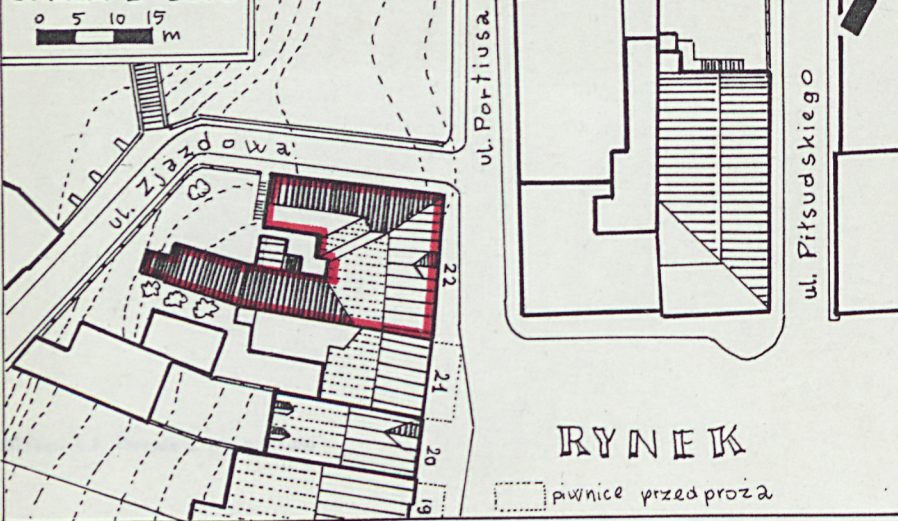 0 5 10 15 m
ul. Portiusa
ul. Piłsudskiego
ul. Zjazdowa
22
21
20
19
RYNEK
piwnice przedproża